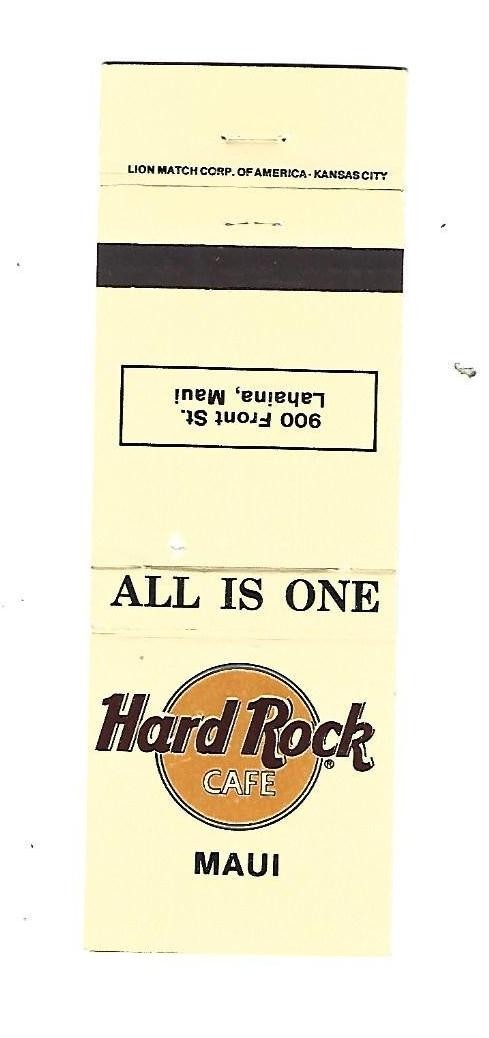 LION MATCH CORP. OF AMERICA - KANSAS CITY
900 Front St.
Lahaina, Maui
ALL IS ONE
Hard Rock
CAFE
®
MAUI